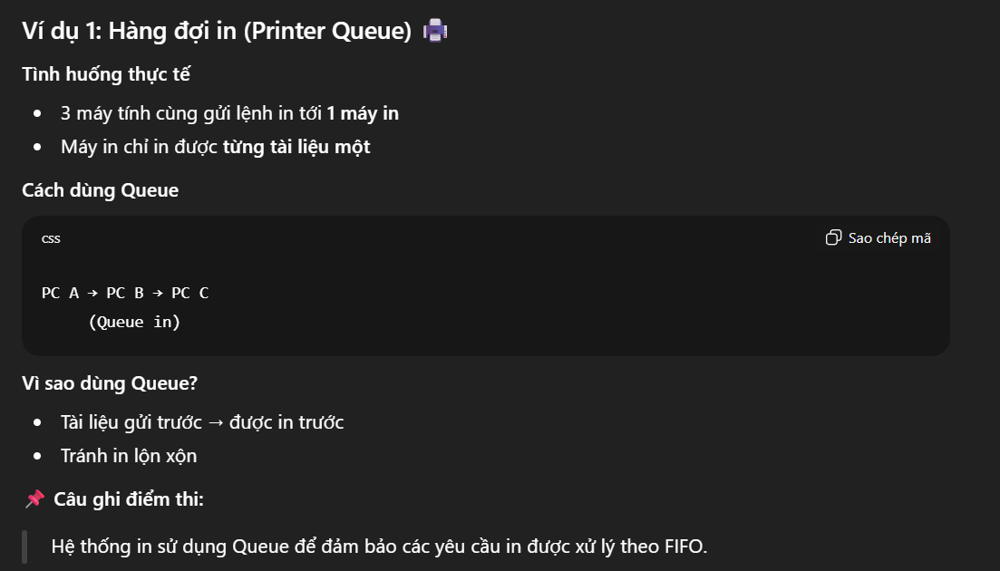 Ví dụ 1: Hàng đợi in (Printer Queue) 🖨️
Tình huống thực tế
• 3 máy tính cùng gửi lệnh in tới 1 máy in
• Máy in chỉ in được từng tài liệu một
Cách dùng Queue
css
Sao chép mã
PC A → PC B → PC C
(Queue in)
Vì sao dùng Queue?
• Tài liệu gửi trước → được in trước
• Tránh in lộn xộn
📌 Câu ghi điểm thi:
Hệ thống in sử dụng Queue để đảm bảo các yêu cầu in được xử lý theo FIFO.